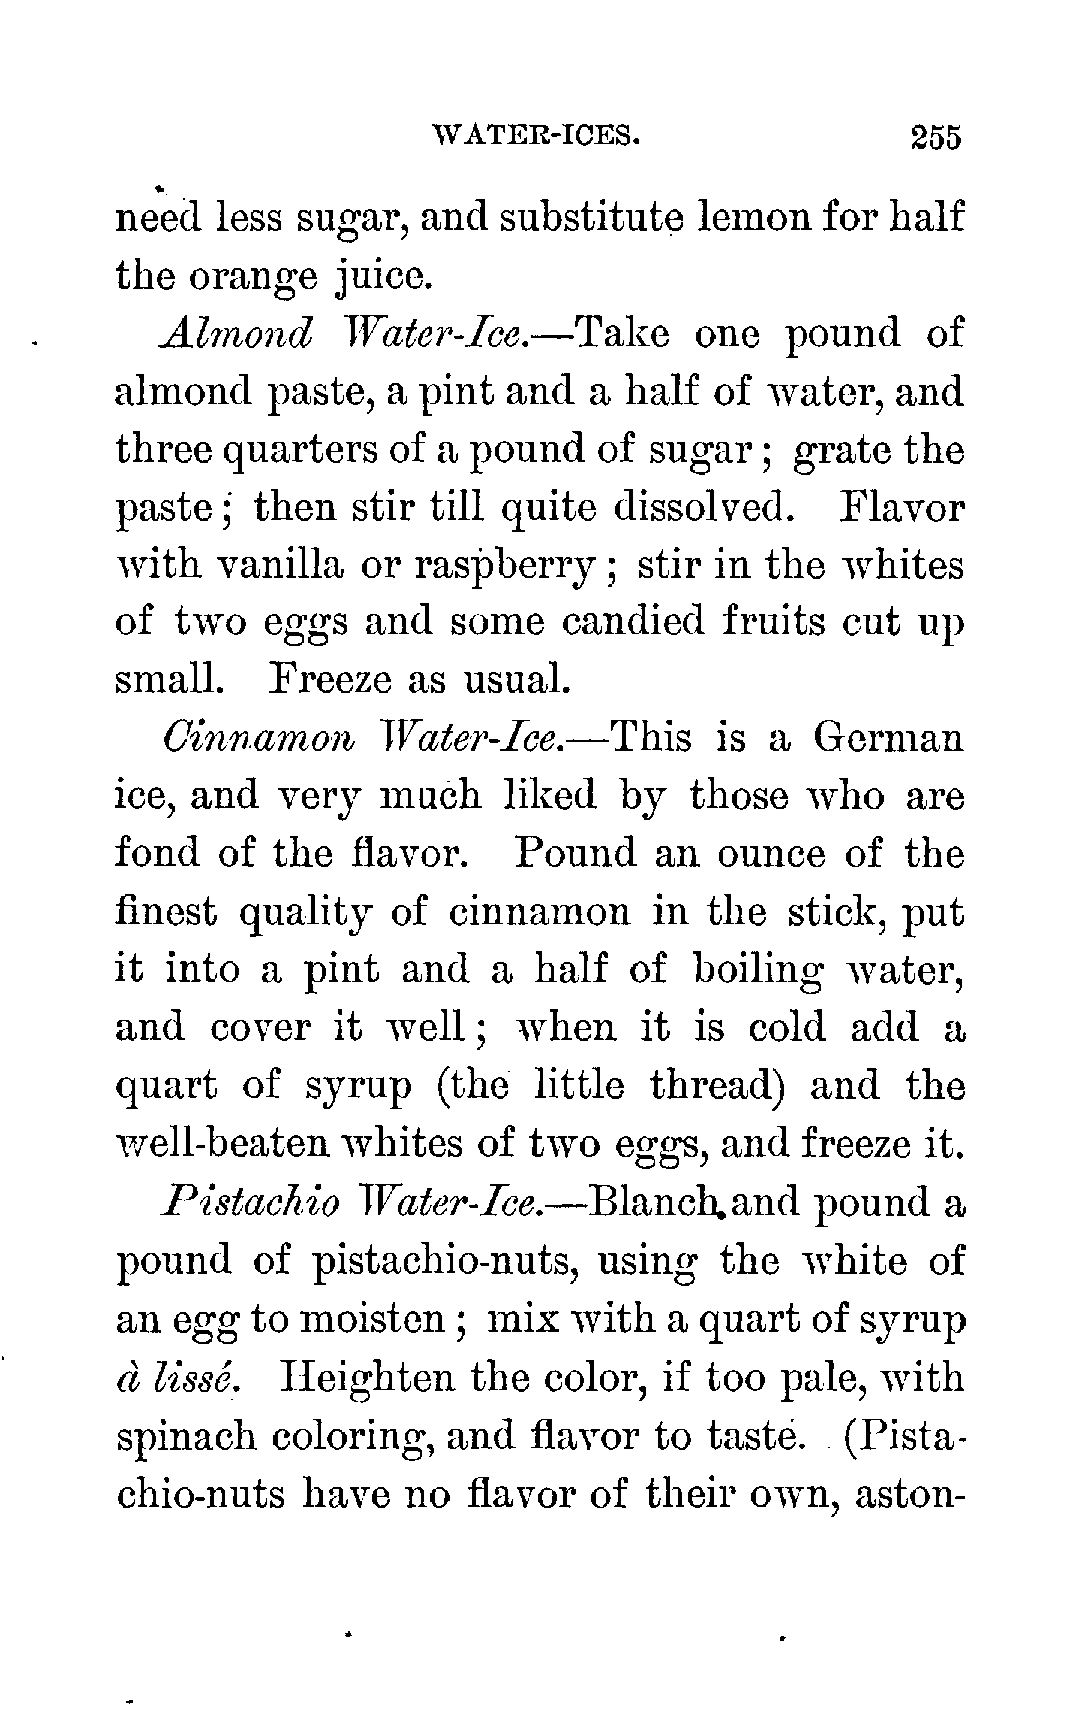 WATER-ICES. 255
need less sugar, and substitute lemon for half
the orange juice.
Almond Water-Ice.—Take one pound of
almond paste, a pint and a half of water, and
three quarters of a pound of sugar; grate the
paste; then stir till quite dissolved. Flavor
with vanilla or raspberry; stir in the whites
of two eggs and some candied fruits cut up
small. Freeze as usual.
Cinnamon Water-Ice.—This is a German
ice, and very much liked by those who are
fond of the flavor. Pound an ounce of the
finest quality of cinnamon in the stick, put
it into a pint and a half of boiling water,
and cover it well; when it is cold add a
quart of syrup (the little thread) and the
well-beaten whites of two eggs, and freeze it.
Pistachio Water-Ice.—Blanch and pound a
pound of pistachio-nuts, using the white of
an egg to moisten; mix with a quart of syrup
à lissé. Heighten the color, if too pale, with
spinach coloring, and flavor to taste. (Pista-
chio-nuts have no flavor of their own, aston-